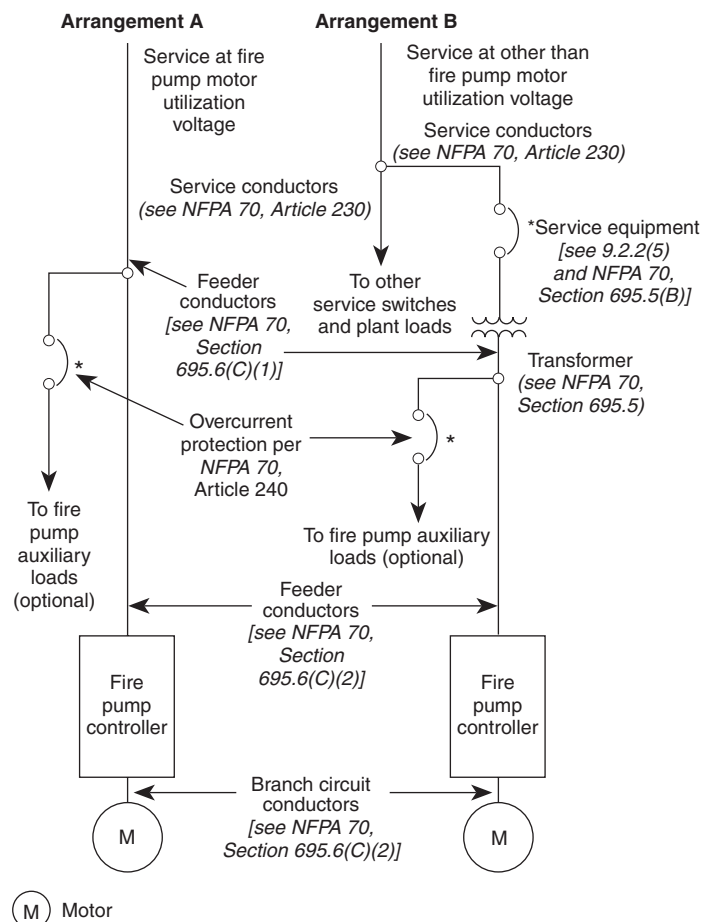 Arrangement A
Arrangement B
Service at fire
pump motor
utilization
voltage
Service at other than
fire pump motor
utilization voltage
Service conductors
(see NFPA 70, Article 230)
Service conductors
(see NFPA 70, Article 230)
*Service equipment
[see 9.2.2(5)
and NFPA 70,
Section 695.5(B)]
To other
service switches
and plant loads
Feeder
conductors
[see NFPA 70,
Section
695.6(C)(1)]
Transformer
(see NFPA 70,
Section 695.5)
*
Overcurrent
protection per
NFPA 70,
Article 240
*
To fire
pump
auxiliary
loads
(optional)
To fire pump auxiliary
loads (optional)
Feeder
conductors
[see NFPA 70,
Section
695.6(C)(2)]
Fire
pump
controller
Fire
pump
controller
Branch circuit
conductors
[see NFPA 70,
Section 695.6(C)(2)]
M
M
M Motor